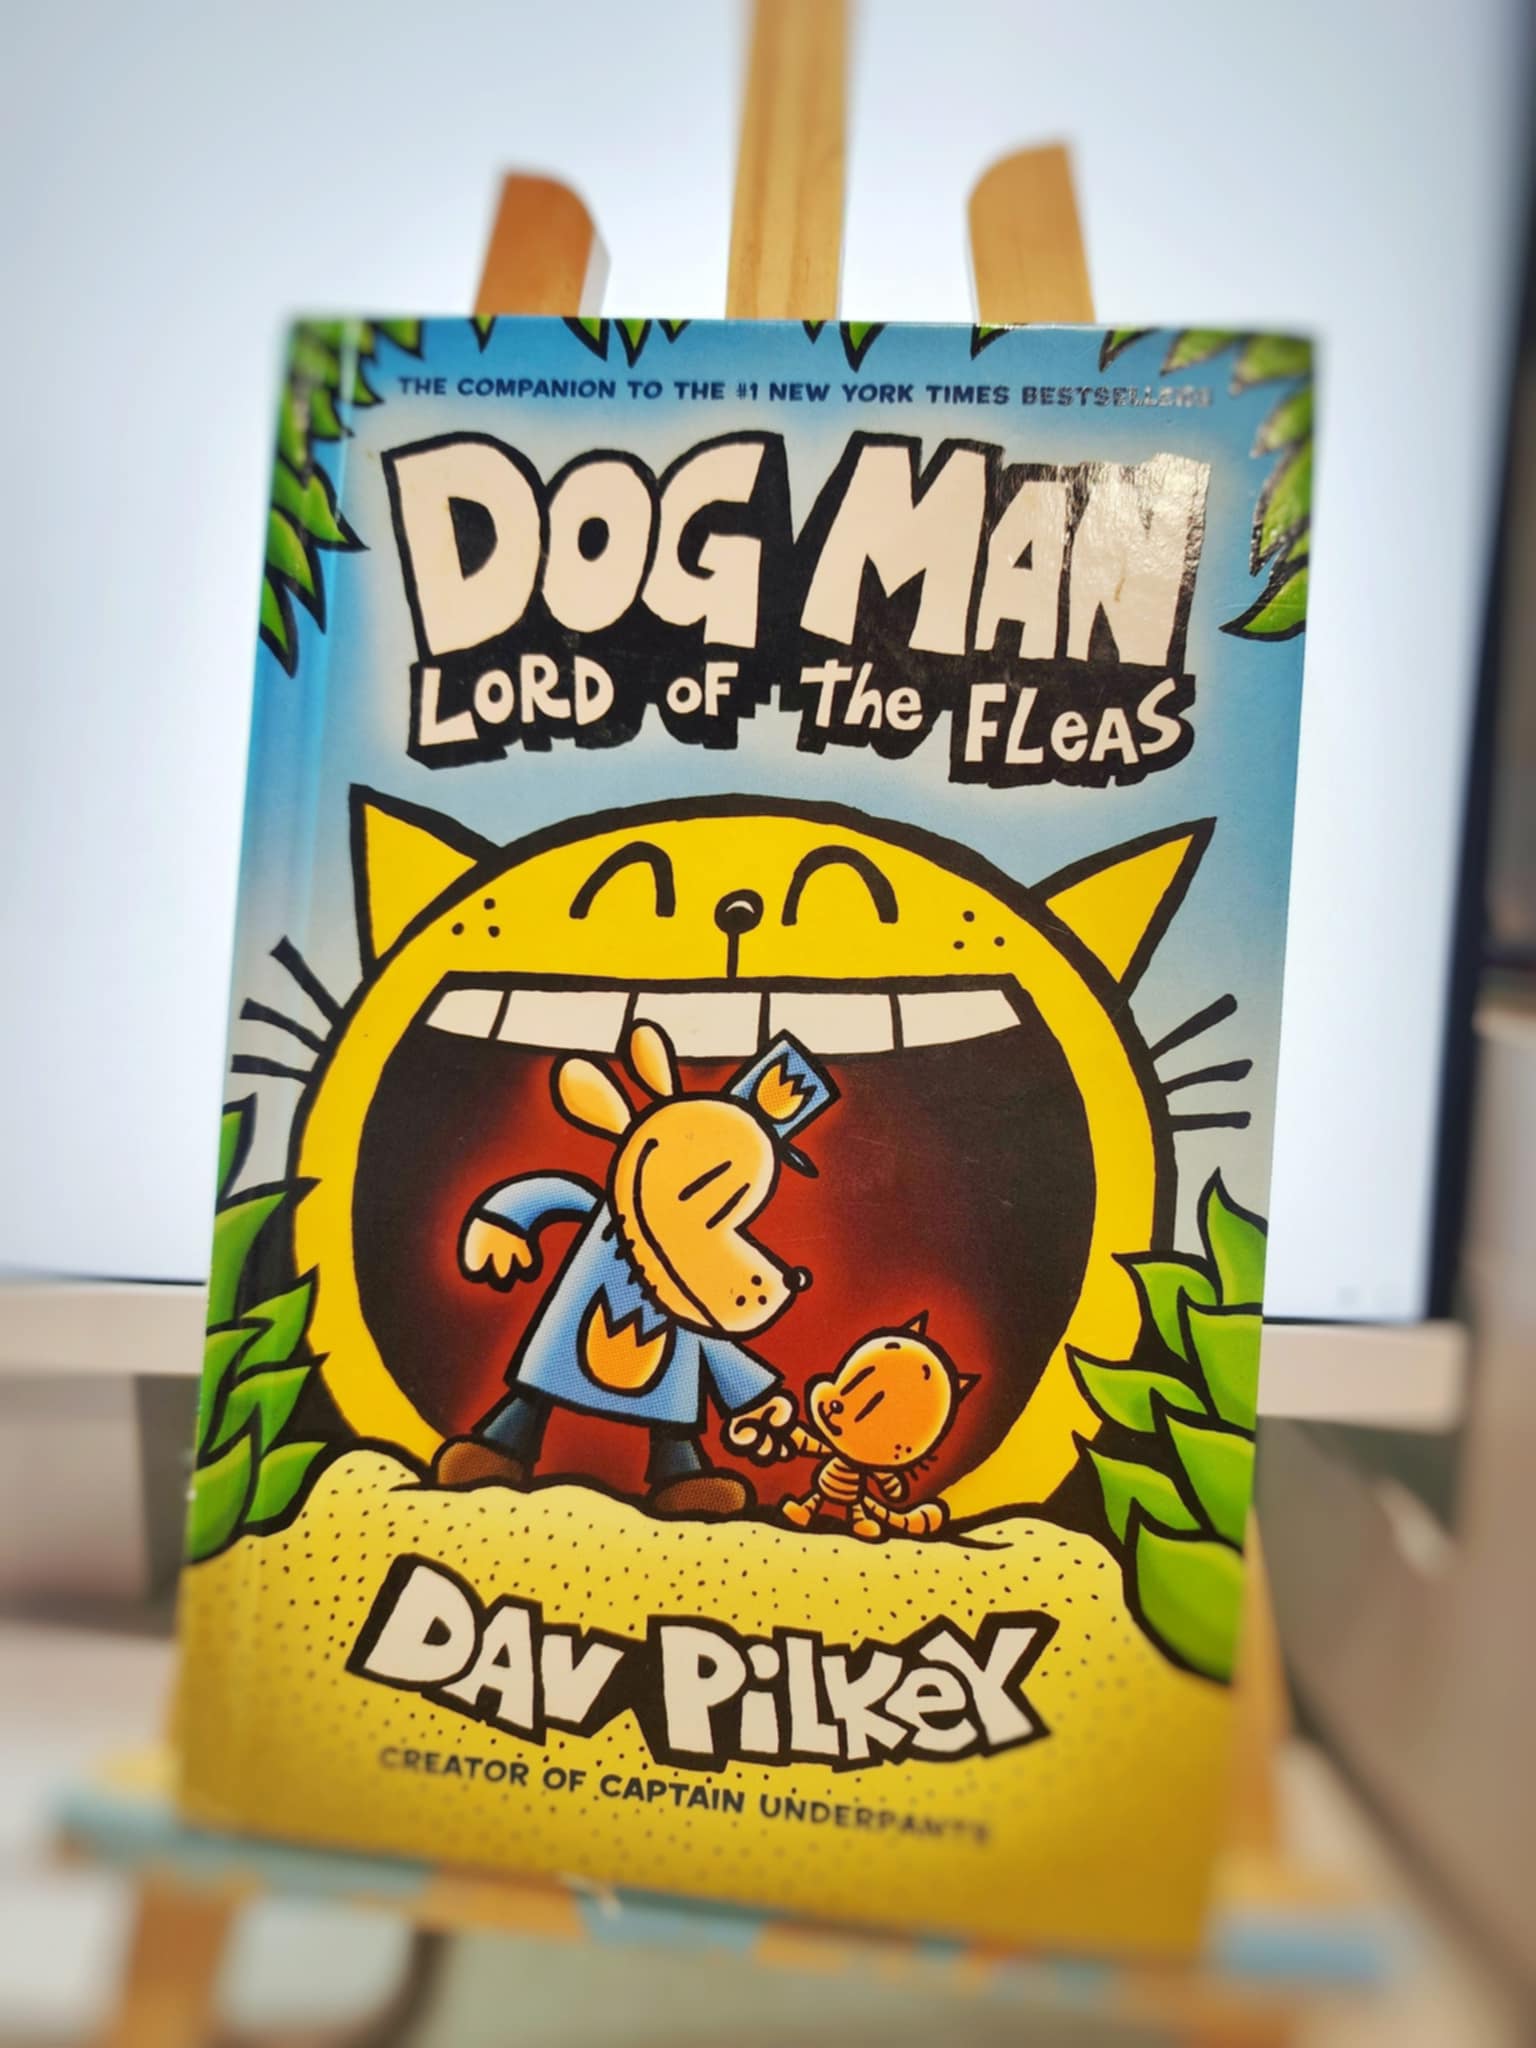 THE COMPANION TO THE #1 NEW YORK TIMES BESTSELLERS
DOG MAN
LORD OF The FLeAS
DAV PiLKeY
CREATOR OF CAPTAIN UNDERPANTS